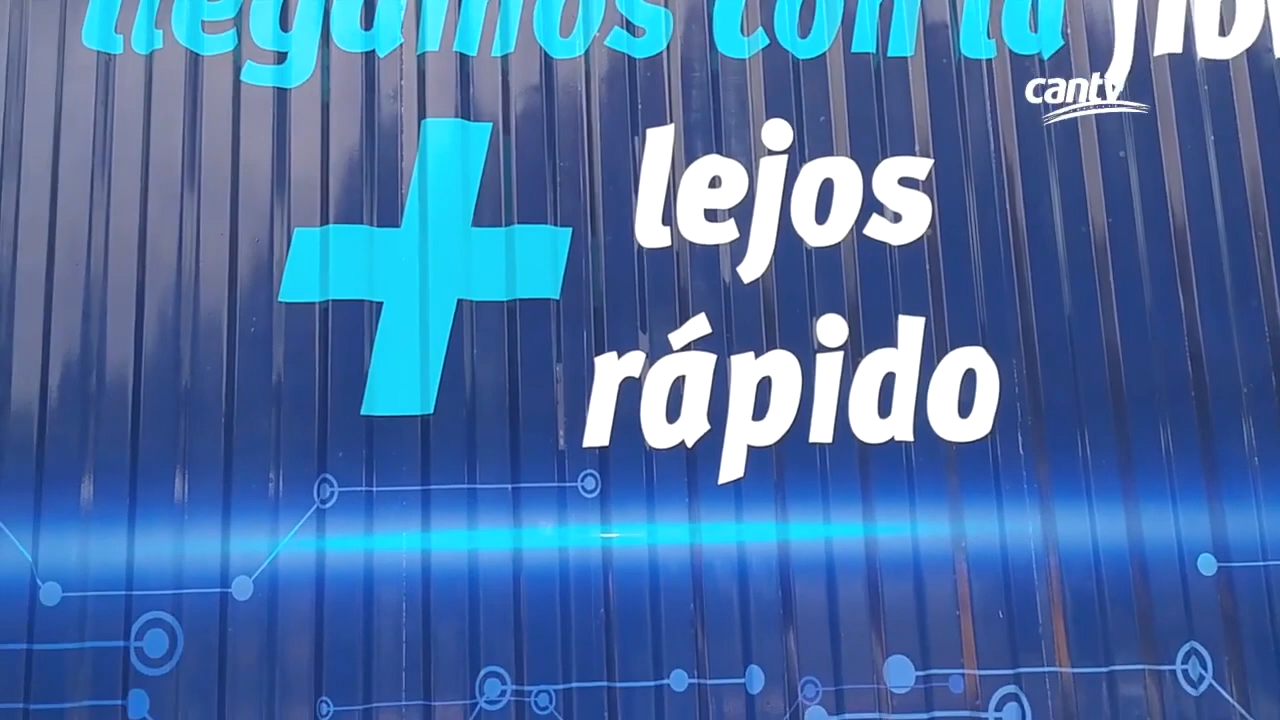 llegamos con la
cantv
+ lejos
rápido